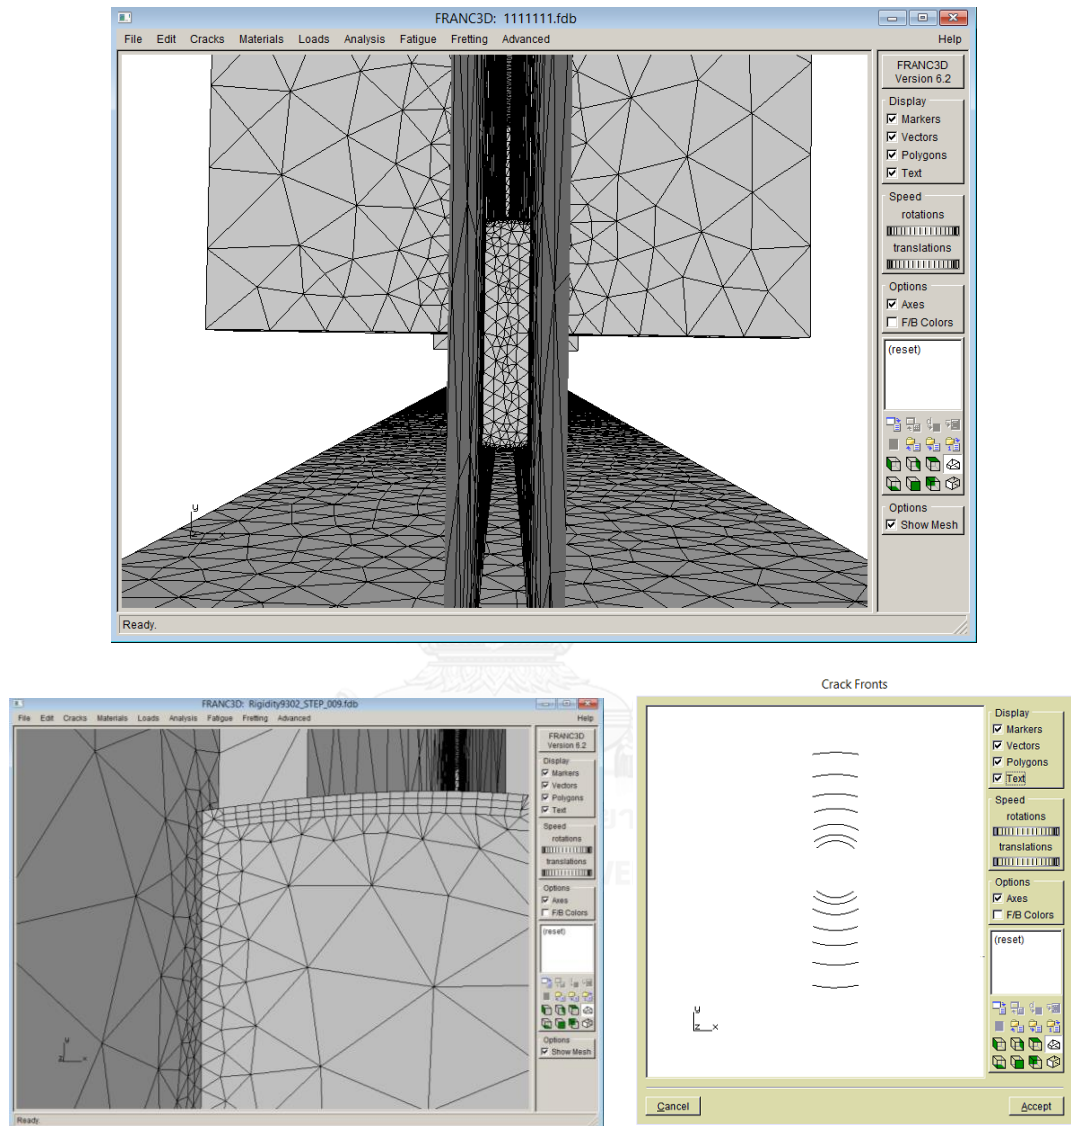 FRANC3D: 1111111.fdb
File Edit Cracks Materials Loads Analysis Fatigue Fretting Advanced Help
FRANC3D
Version 6.2
Display
Markers
Vectors
Polygons
Text
Speed
rotations
translations
Options
Axes
F/B Colors
(reset)
Options
Show Mesh
y
z x
Ready.
FRANC3D: Rigidity9302_STEP_009.fdb
File Edit Cracks Materials Loads Analysis Fatigue Fretting Advanced Help
FRANC3D
Version 6.2
Display
Markers
Vectors
Polygons
Text
Speed
rotations
translations
Options
Axes
F/B Colors
(reset)
Options
Show Mesh
y
z x
Ready.
Crack Fronts
Display
Markers
Vectors
Polygons
Text
Speed
rotations
translations
Options
Axes
F/B Colors
(reset)
y
z x
Cancel Accept